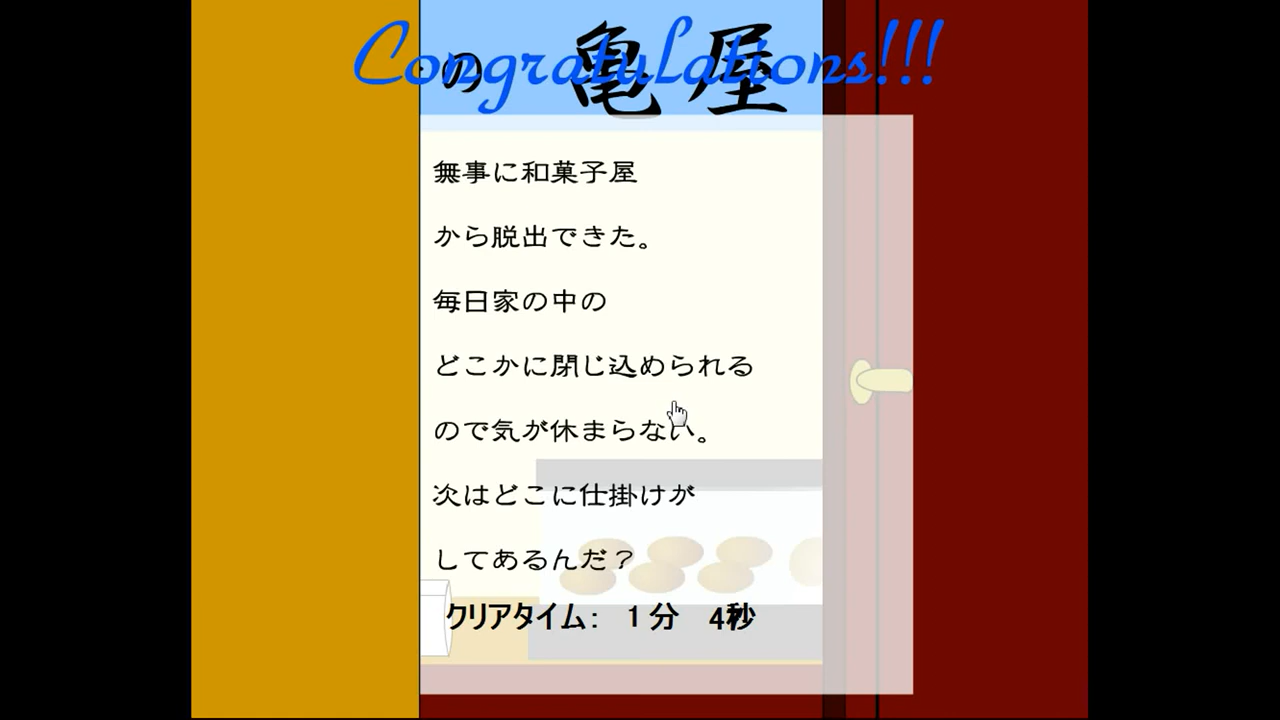 Congratulations!!!
の 亀屋
無事に和菓子屋
から脱出できた。
毎日家の中の
どこかに閉じ込められる
ので気が休まらない。
次はどこに仕掛けが
してあるんだ？
クリアタイム： 1分 4秒